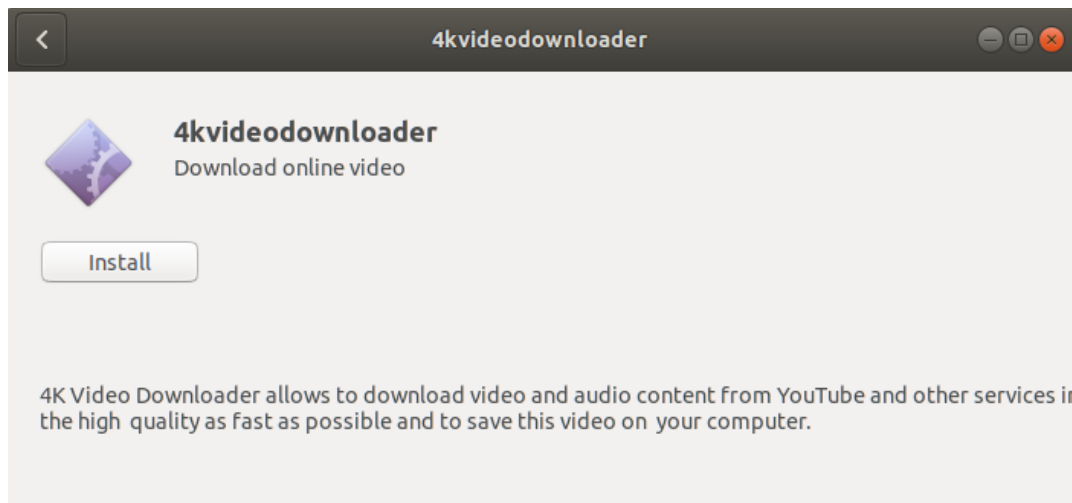 4kvideodownloader
4kvideodownloader
Download online video
Install
4K Video Downloader allows to download video and audio content from YouTube and other services in
the high quality as fast as possible and to save this video on your computer.